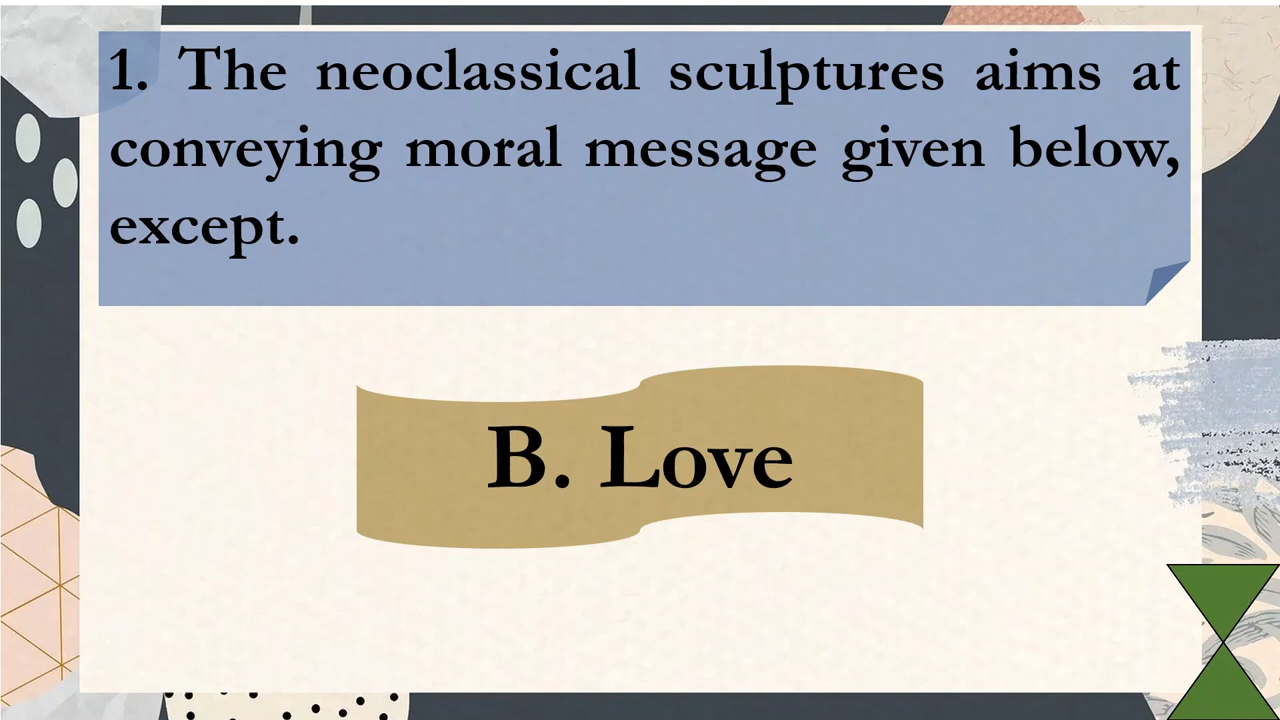 1. The neoclassical sculptures aims at
conveying moral message given below,
except.
B. Love